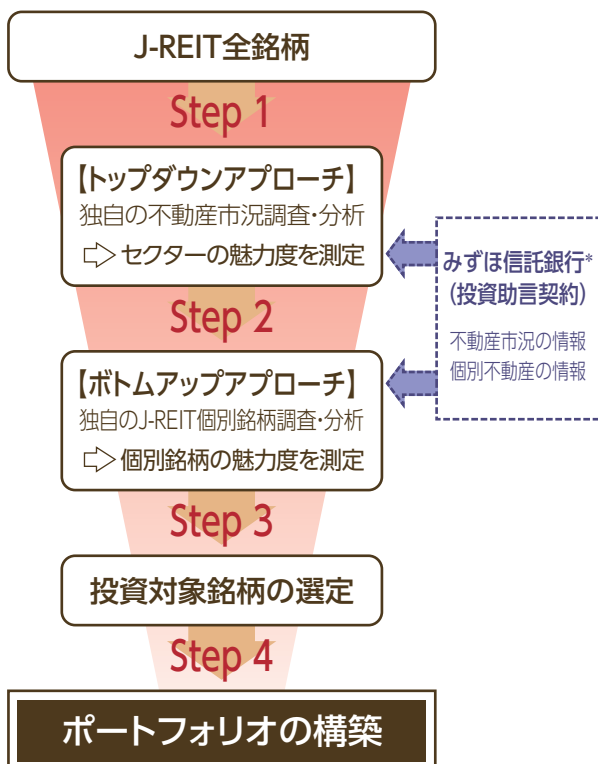 J-REIT全銘柄
Step 1
【トップダウンアプローチ】
独自の不動産市況調査・分析
⇨セクターの魅力度を測定
みずほ信託銀行*
(投資助言契約)
不動産市況の情報
個別不動産の情報
Step 2
【ボトムアップアプローチ】
独自のJ-REIT個別銘柄調査・分析
⇨個別銘柄の魅力度を測定
Step 3
投資対象銘柄の選定
Step 4
ポートフォリオの構築